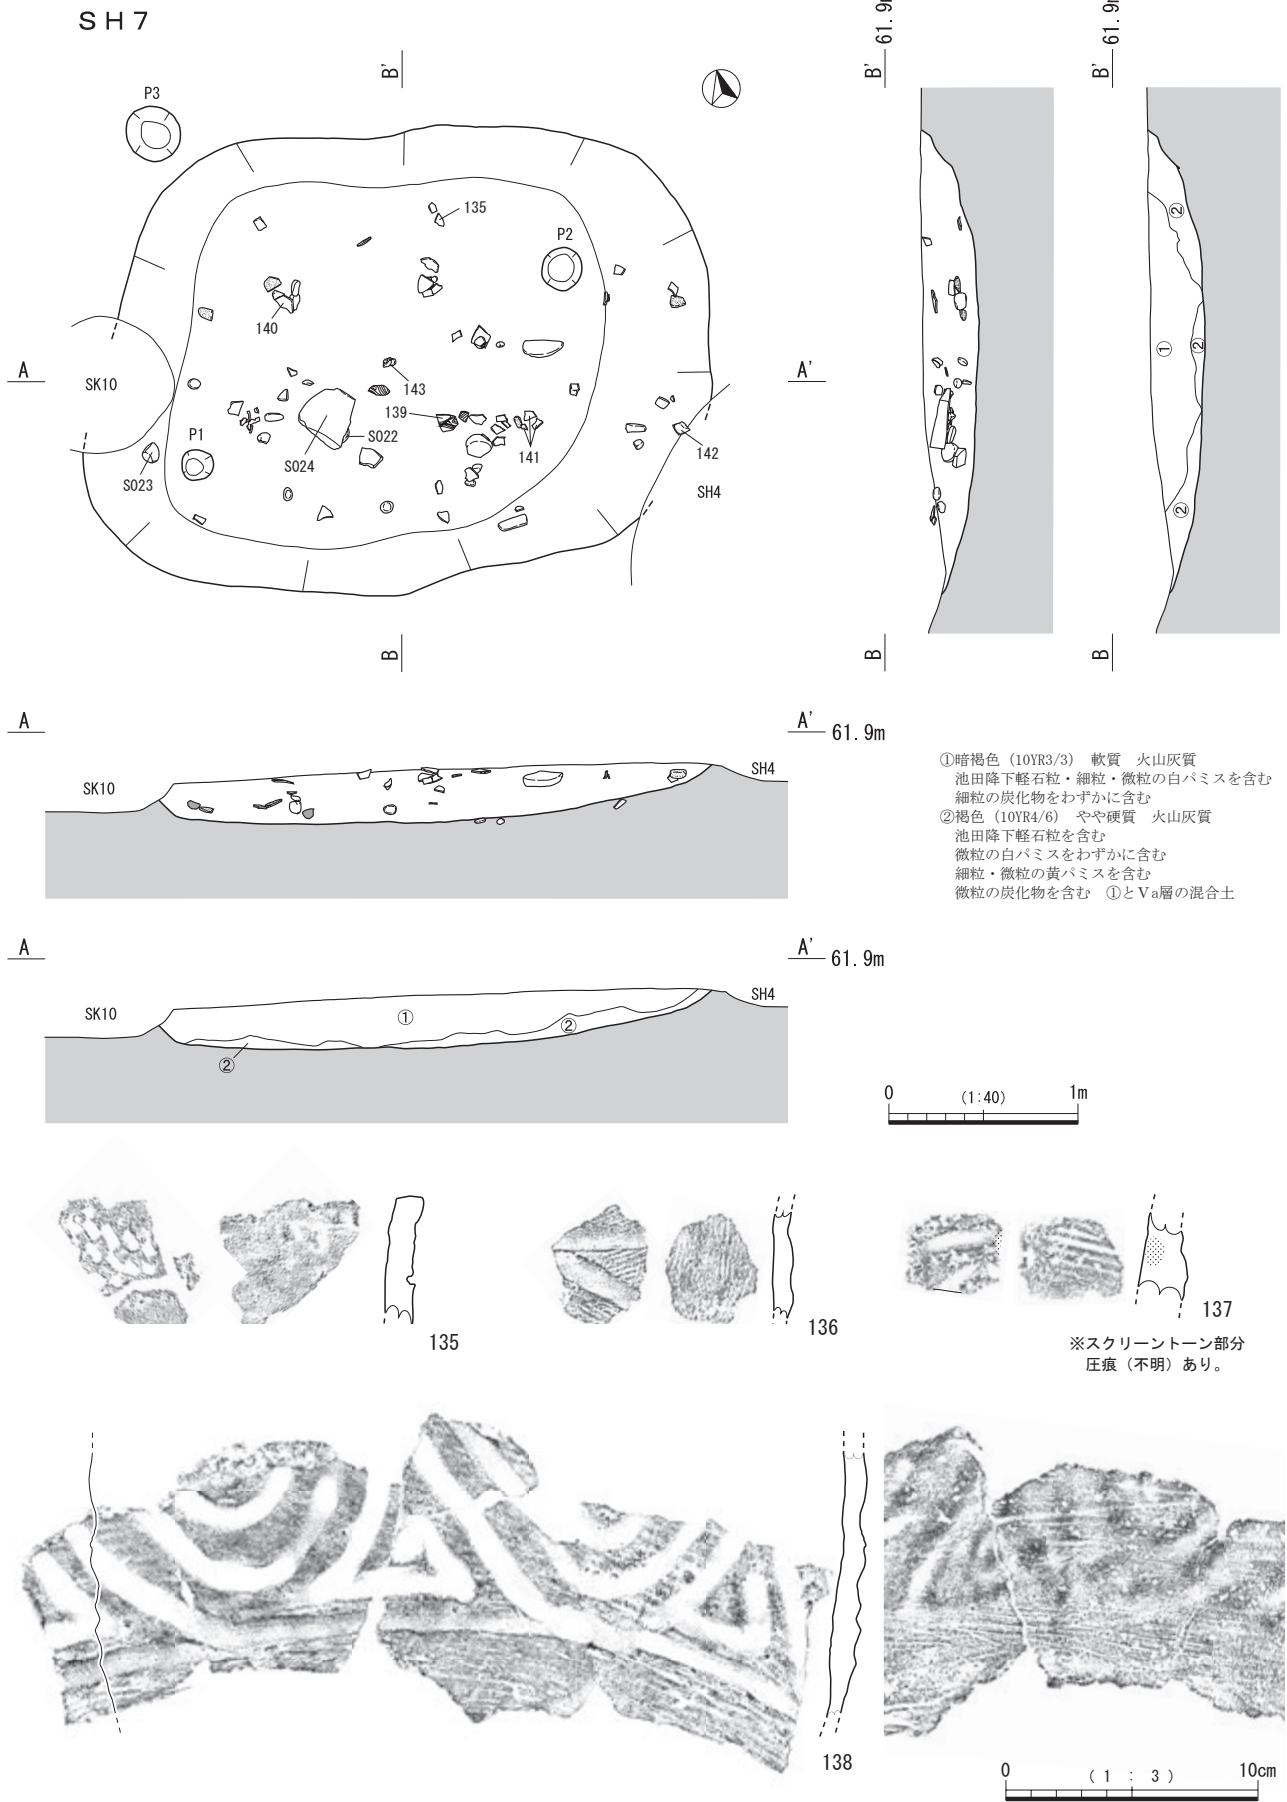 SH7
B'
P3
135
P2
140
A
SK10
A'
143
139
S022
P1
S024
141
142
S023
SH4
B
B'
61.9m
B
B'
61.9m
B
②
①
②
②
A
A'
61.9m
SK10
SH4
①暗褐色（10YR3/3）　軟質　火山灰質
池田降下軽石粒・細粒・微粒の白パミスを含む
細粒の炭化物をわずかに含む
②褐色（10YR4/6）　やや硬質　火山灰質
池田降下軽石粒を含む
微粒の白パミスをわずかに含む
細粒・微粒の黄パミスを含む
微粒の炭化物を含む　①とⅤa層の混合土
A
A'
61.9m
SK10
①
②
SH4
②
0
(1:40)
1m
135
136
137
※スクリーントーン部分
圧痕（不明）あり。
138
0
(1:3)
10cm